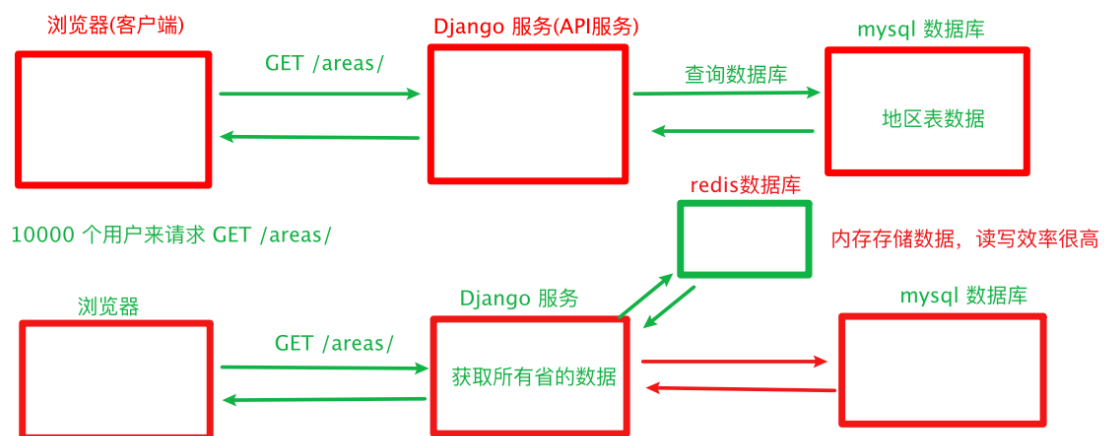 浏览器(客户端)
Django 服务(API服务)
mysql 数据库
GET /areas/
查询数据库
地区表数据
redis数据库
10000 个用户来请求 GET /areas/
内存存储数据，读写效率很高
浏览器
Django 服务
mysql 数据库
GET /areas/
获取所有省的数据